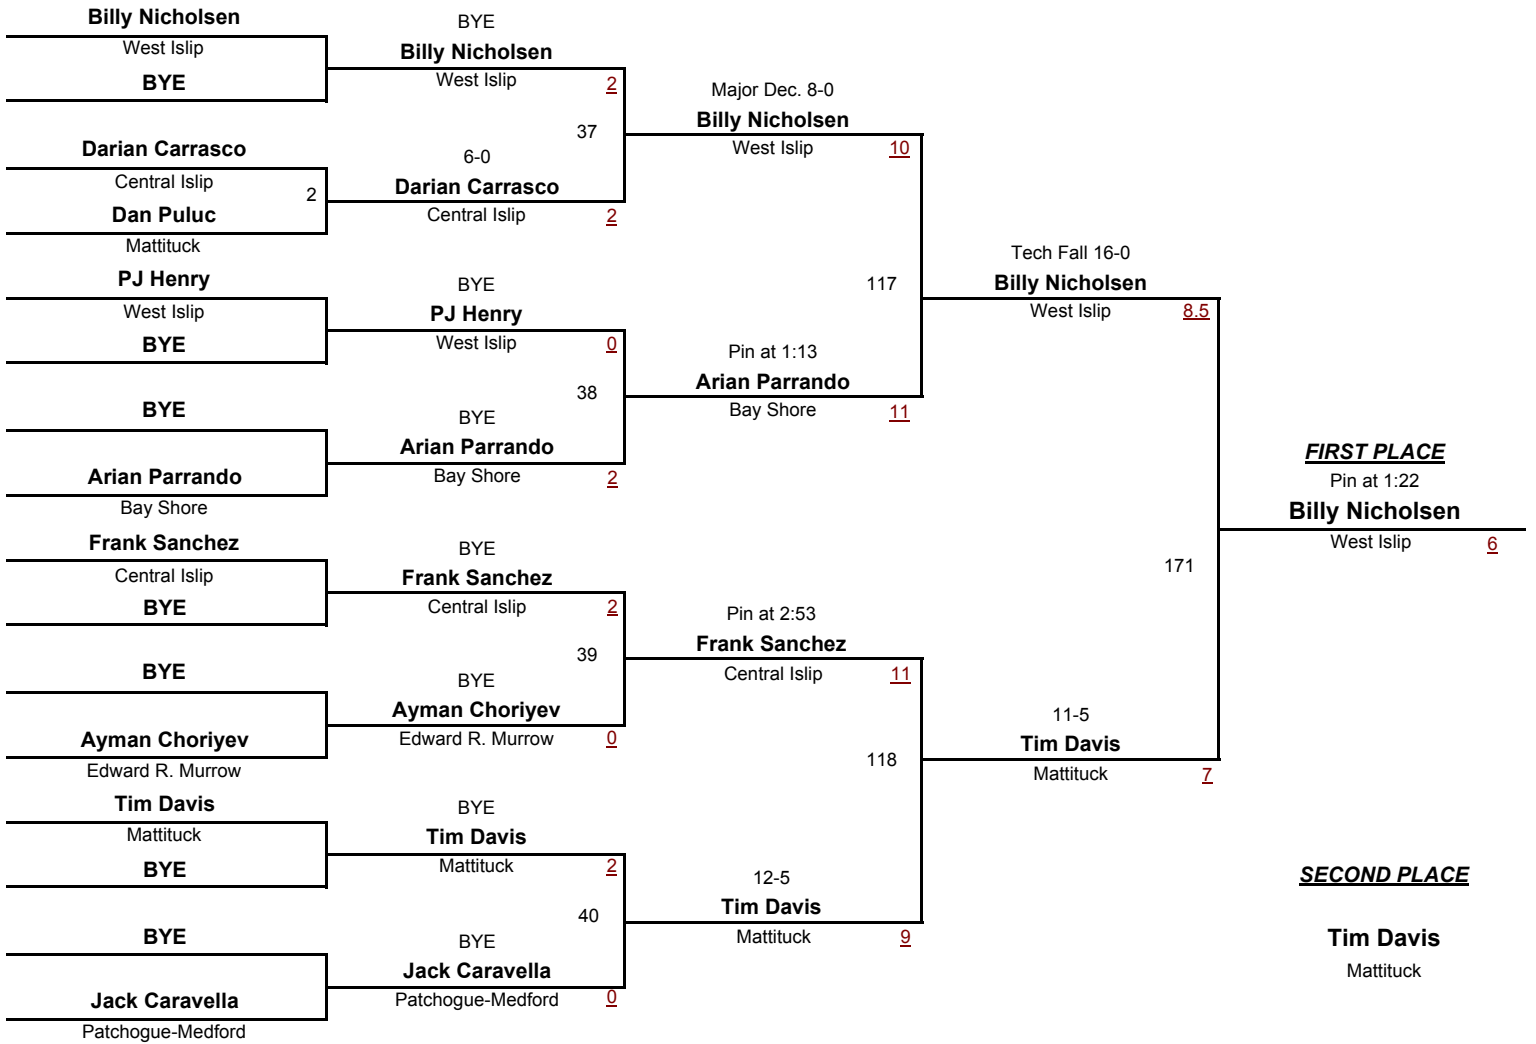 Billy Nicholsen
West Islip
BYE
Darian Carrasco
Central Islip
2
Dan Puluc
Mattituck
PJ Henry
West Islip
BYE
BYE
Arian Parrando
Bay Shore
Frank Sanchez
Central Islip
BYE
BYE
Ayman Choriyev
Edward R. Murrow
Tim Davis
Mattituck
BYE
BYE
Jack Caravella
Patchogue-Medford
BYE
Billy Nicholsen
West Islip 2
37
6-0
Darian Carrasco
Central Islip 2
BYE
PJ Henry
West Islip 0
38
BYE
Arian Parrando
Bay Shore 2
BYE
Frank Sanchez
Central Islip 2
39
BYE
Ayman Choriyev
Edward R. Murrow 0
BYE
Tim Davis
Mattituck 2
40
BYE
Jack Caravella
Patchogue-Medford 0
Major Dec. 8-0
Billy Nicholsen
West Islip 10
117
Pin at 1:13
Arian Parrando
Bay Shore 11
Pin at 2:53
Frank Sanchez
Central Islip 11
118
12-5
Tim Davis
Mattituck 9
Tech Fall 16-0
Billy Nicholsen
West Islip 8.5
171
11-5
Tim Davis
Mattituck 7
FIRST PLACE
Pin at 1:22
Billy Nicholsen
West Islip 6
SECOND PLACE
Tim Davis
Mattituck